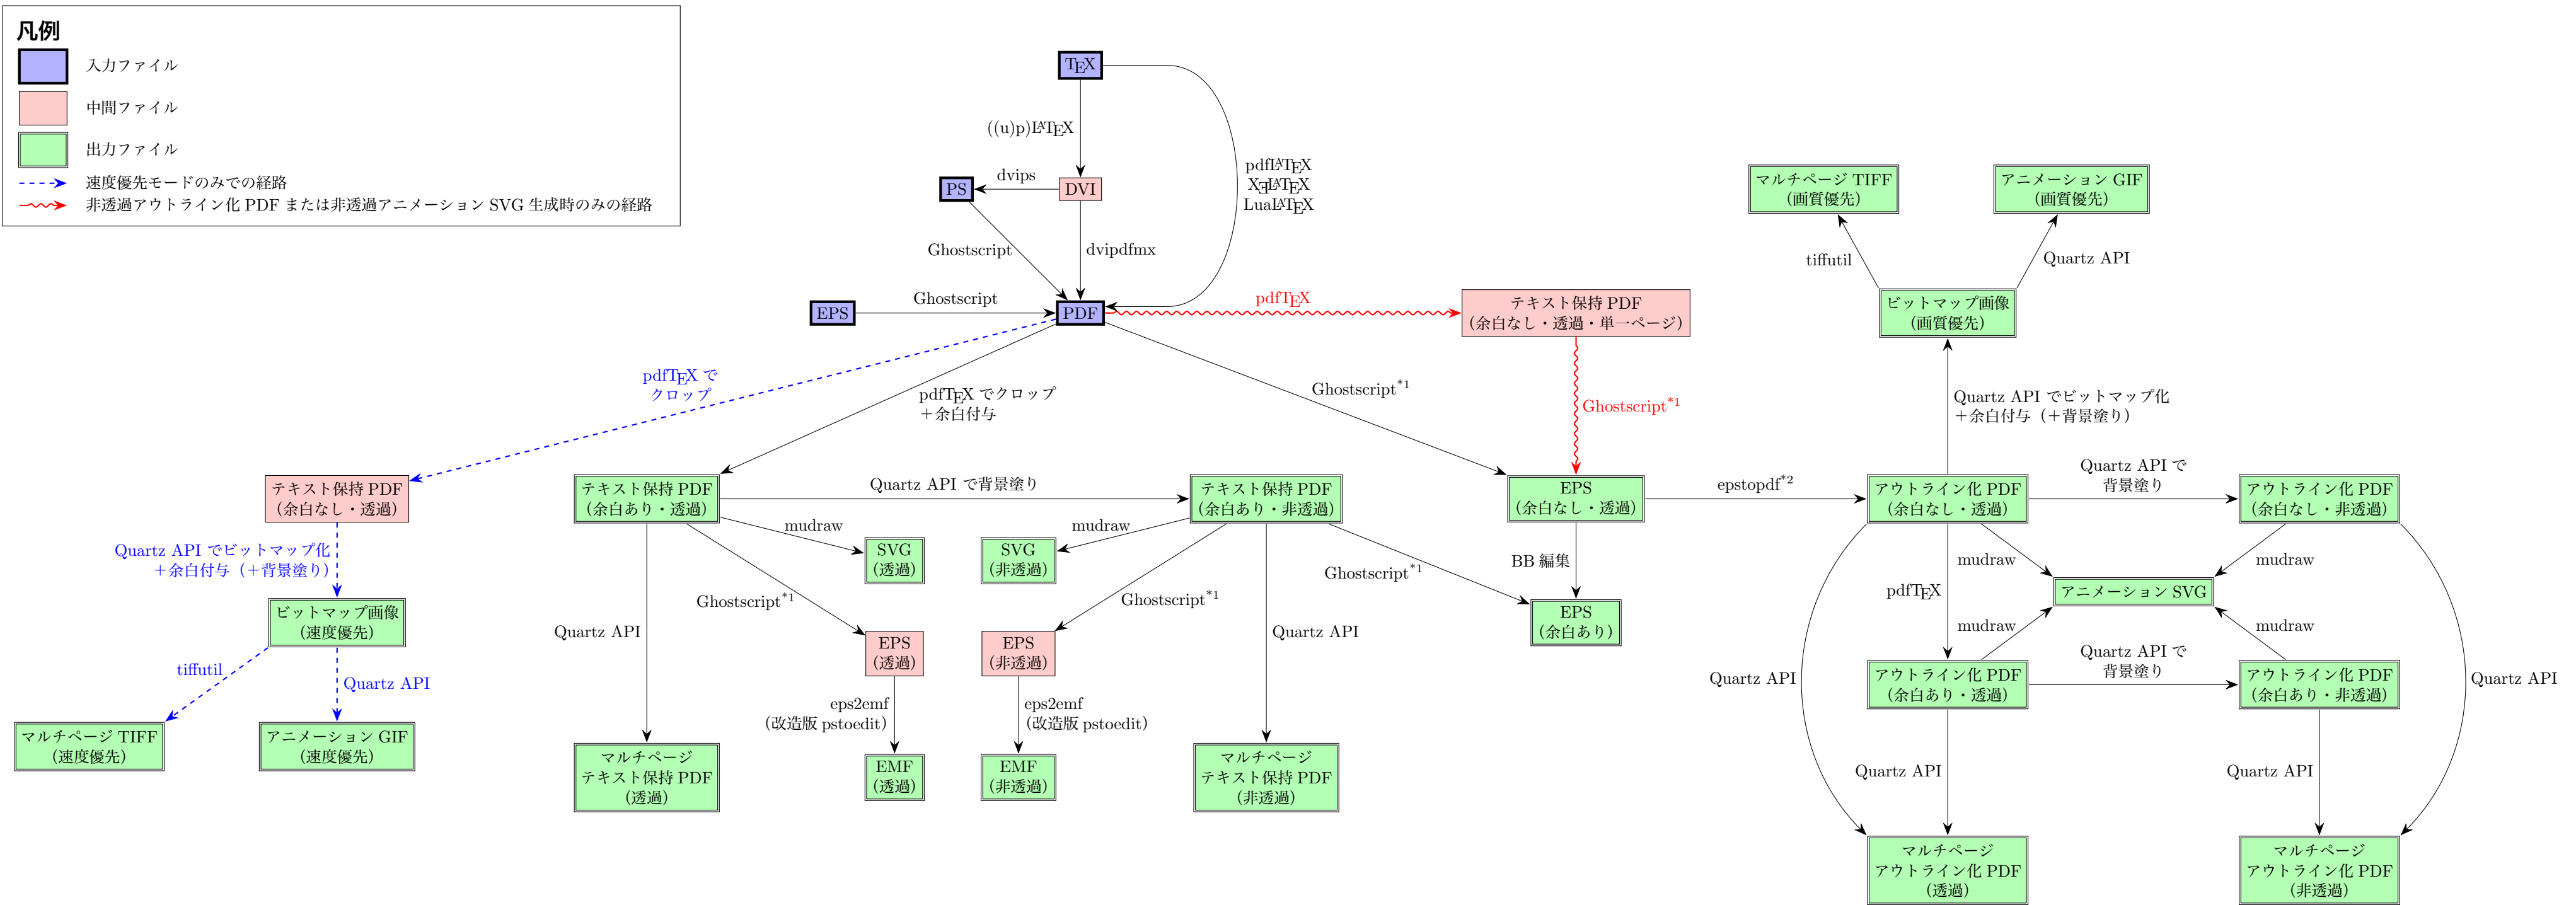 凡例
入力ファイル
中間ファイル
出力ファイル
速度優先モードのみでの経路
非透過アウトライン化 PDF または非透過アニメーション SVG 生成時のみの経路
TEX
((u)p)LATEX
pdfLATEX
XƎLATEX
LuaLATEX
PS
dvips
DVI
Ghostscript
dvipdfmx
EPS
Ghostscript
PDF
pdfTEX
テキスト保持 PDF
（余白なし・透過・単一ページ）
マルチページ TIFF
（画質優先）
アニメーション GIF
（画質優先）
tiffutil
Quartz API
ビットマップ画像
（画質優先）
pdfTEX で
クロップ
pdfTEX でクロップ
＋余白付与
Ghostscript*1
Ghostscript*1
Quartz API でビットマップ化
＋余白付与（＋背景塗り）
テキスト保持 PDF
（余白なし・透過）
テキスト保持 PDF
（余白あり・透過）
Quartz API で背景塗り
テキスト保持 PDF
（余白あり・非透過）
EPS
（余白なし・透過）
epstopdf*2
アウトライン化 PDF
（余白なし・透過）
Quartz API で
背景塗り
アウトライン化 PDF
（余白なし・非透過）
Quartz API でビットマップ化
＋余白付与（＋背景塗り）
mudraw
SVG
（透過）
mudraw
SVG
（非透過）
Ghostscript*1
BB 編集
mudraw
mudraw
pdfTEX
アニメーション SVG
ビットマップ画像
（速度優先）
Ghostscript*1
Ghostscript*1
EPS
（余白あり）
mudraw
mudraw
Quartz API
EPS
（透過）
EPS
（非透過）
Quartz API
tiffutil
Quartz API
Quartz API
アウトライン化 PDF
（余白あり・透過）
Quartz API で
背景塗り
アウトライン化 PDF
（余白あり・非透過）
Quartz API
eps2emf
（改造版 pstoedit）
eps2emf
（改造版 pstoedit）
マルチページ TIFF
（速度優先）
アニメーション GIF
（速度優先）
マルチページ
テキスト保持 PDF
（透過）
EMF
（透過）
EMF
（非透過）
マルチページ
テキスト保持 PDF
（非透過）
Quartz API
Quartz API
マルチページ
アウトライン化 PDF
（透過）
マルチページ
アウトライン化 PDF
（非透過）